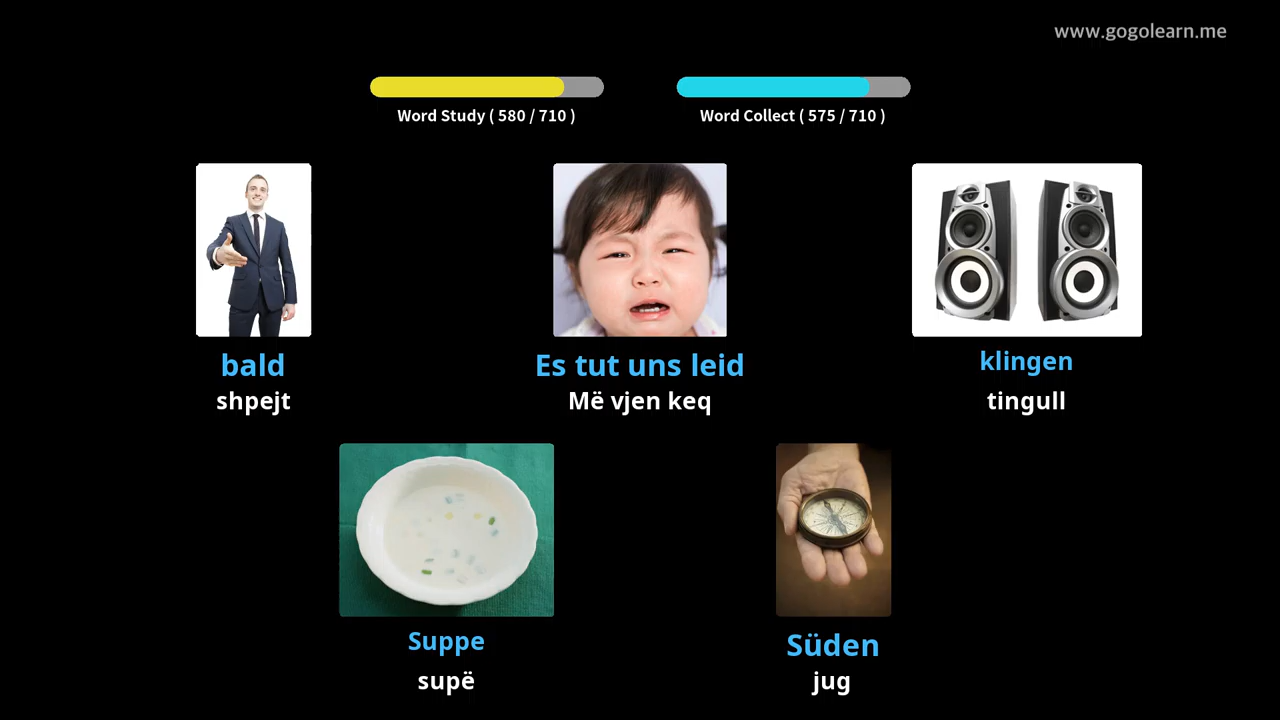 www.gogolearn.me
Word Study ( 580 / 710 )
Word Collect ( 575 / 710 )
bald
shpejt
Es tut uns leid
Më vjen keq
klingen
tingull
Suppe
supë
Süden
jug